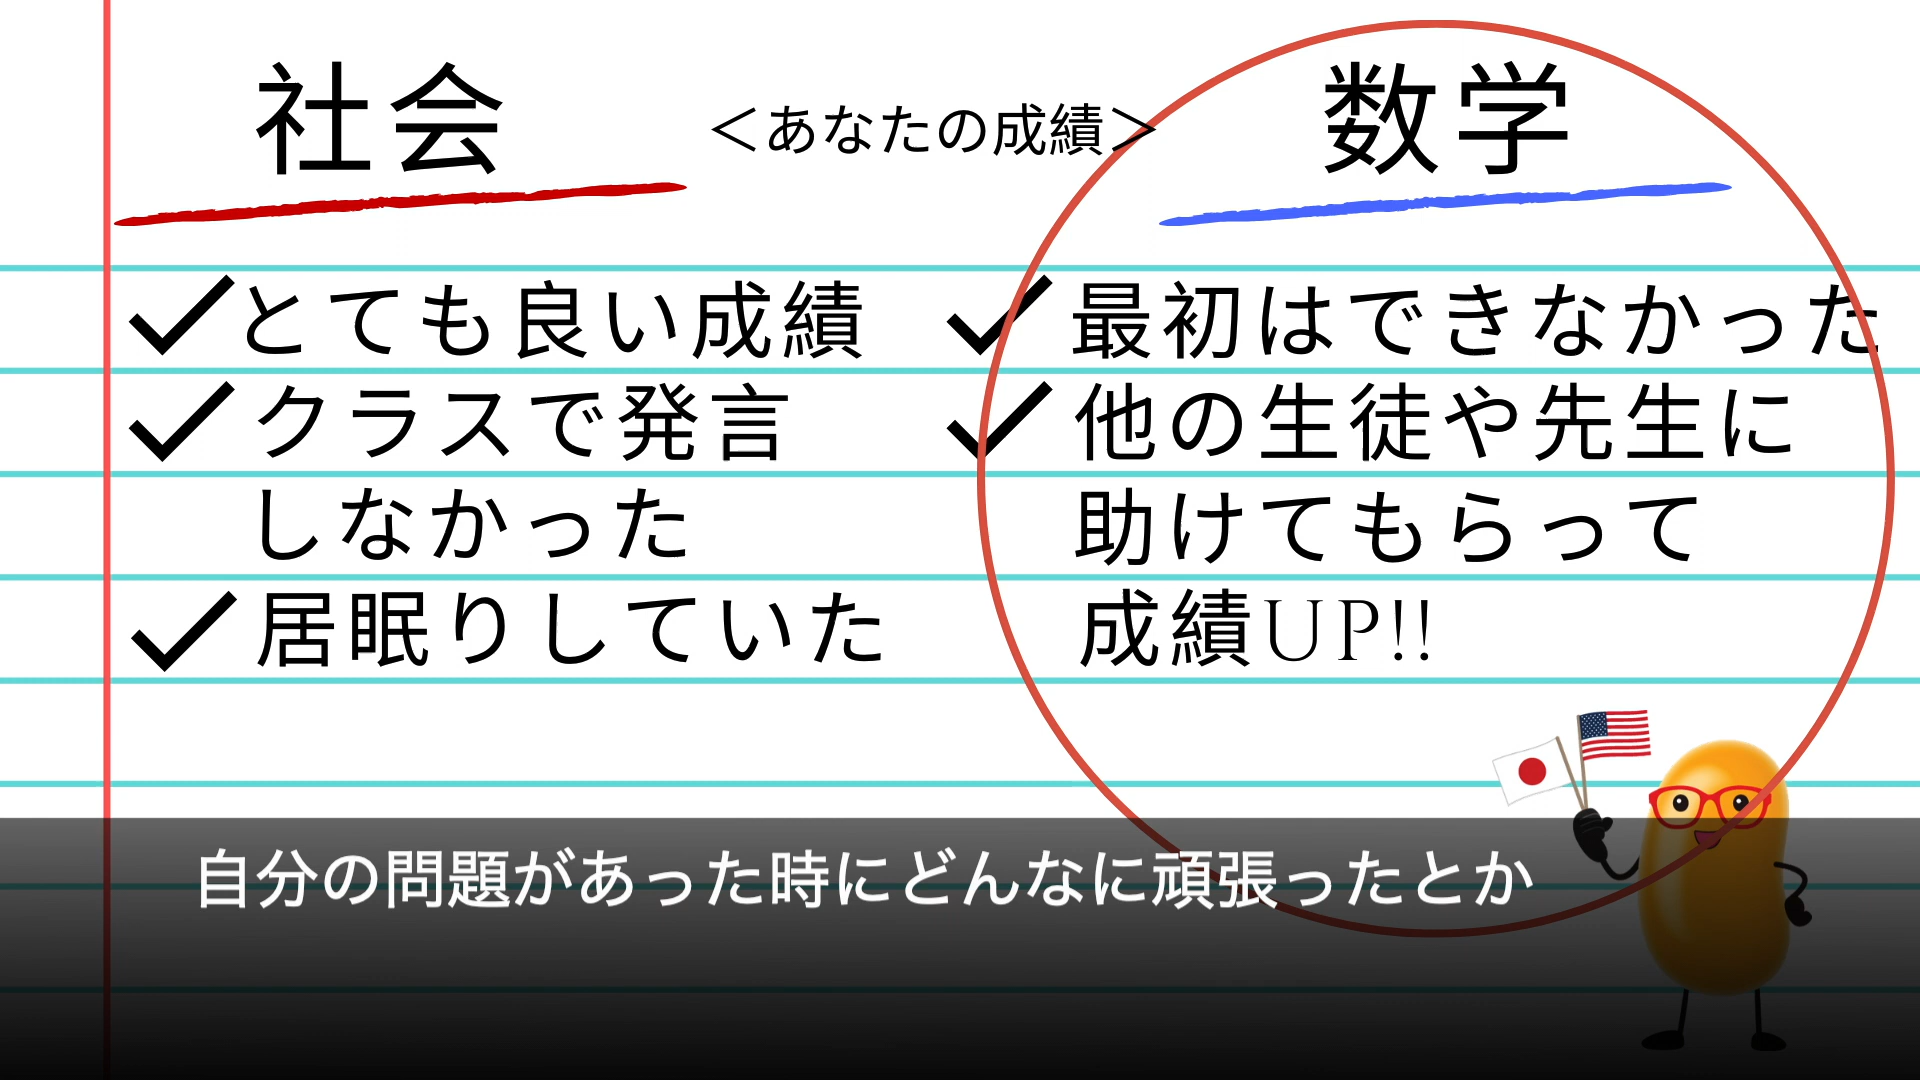 社会
＜あなたの成績＞
数学
とても良い成績
クラスで発言
しなかった
居眠りしていた
最初はできなかった
他の生徒や先生に
助けてもらって
成績UP!!
自分の問題があった時にどんなに頑張ったとか